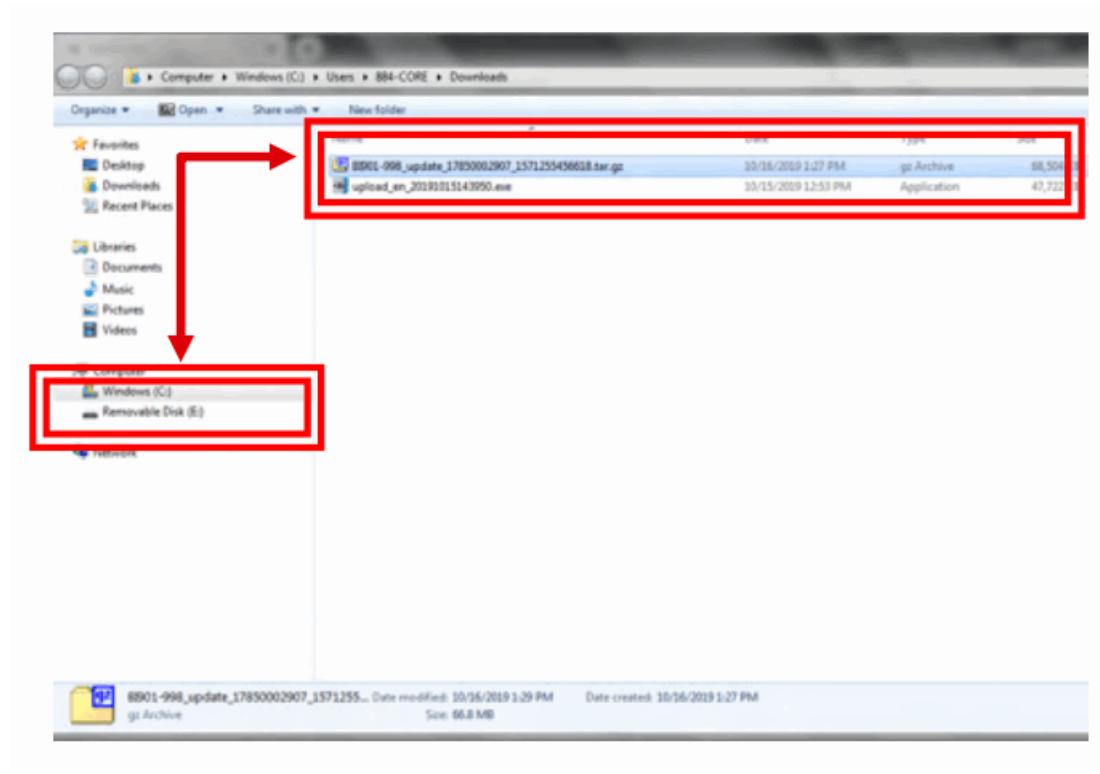 Computer ▸ Windows (C:) ▸ Users ▸ 884-CORE ▸ Downloads
Organize Open Share with New folder
Name Date Type Size
Favorites
Desktop
88901-998_update_17850002907_1571255456618.tar.gz 10/16/2019 1:27 PM gz Archive 68,504
Downloads
upload_en_20191015143950.exe 10/15/2019 12:53 PM Application 47,722
Recent Places
Libraries
Documents
Music
Pictures
Videos
Computer
Windows (C:)
Removable Disk (E:)
Network
88901-998_update_17850002907_1571255... Date modified: 10/16/2019 1:29 PM Date created: 10/16/2019 1:27 PM
gz Archive Size: 66.8 MB